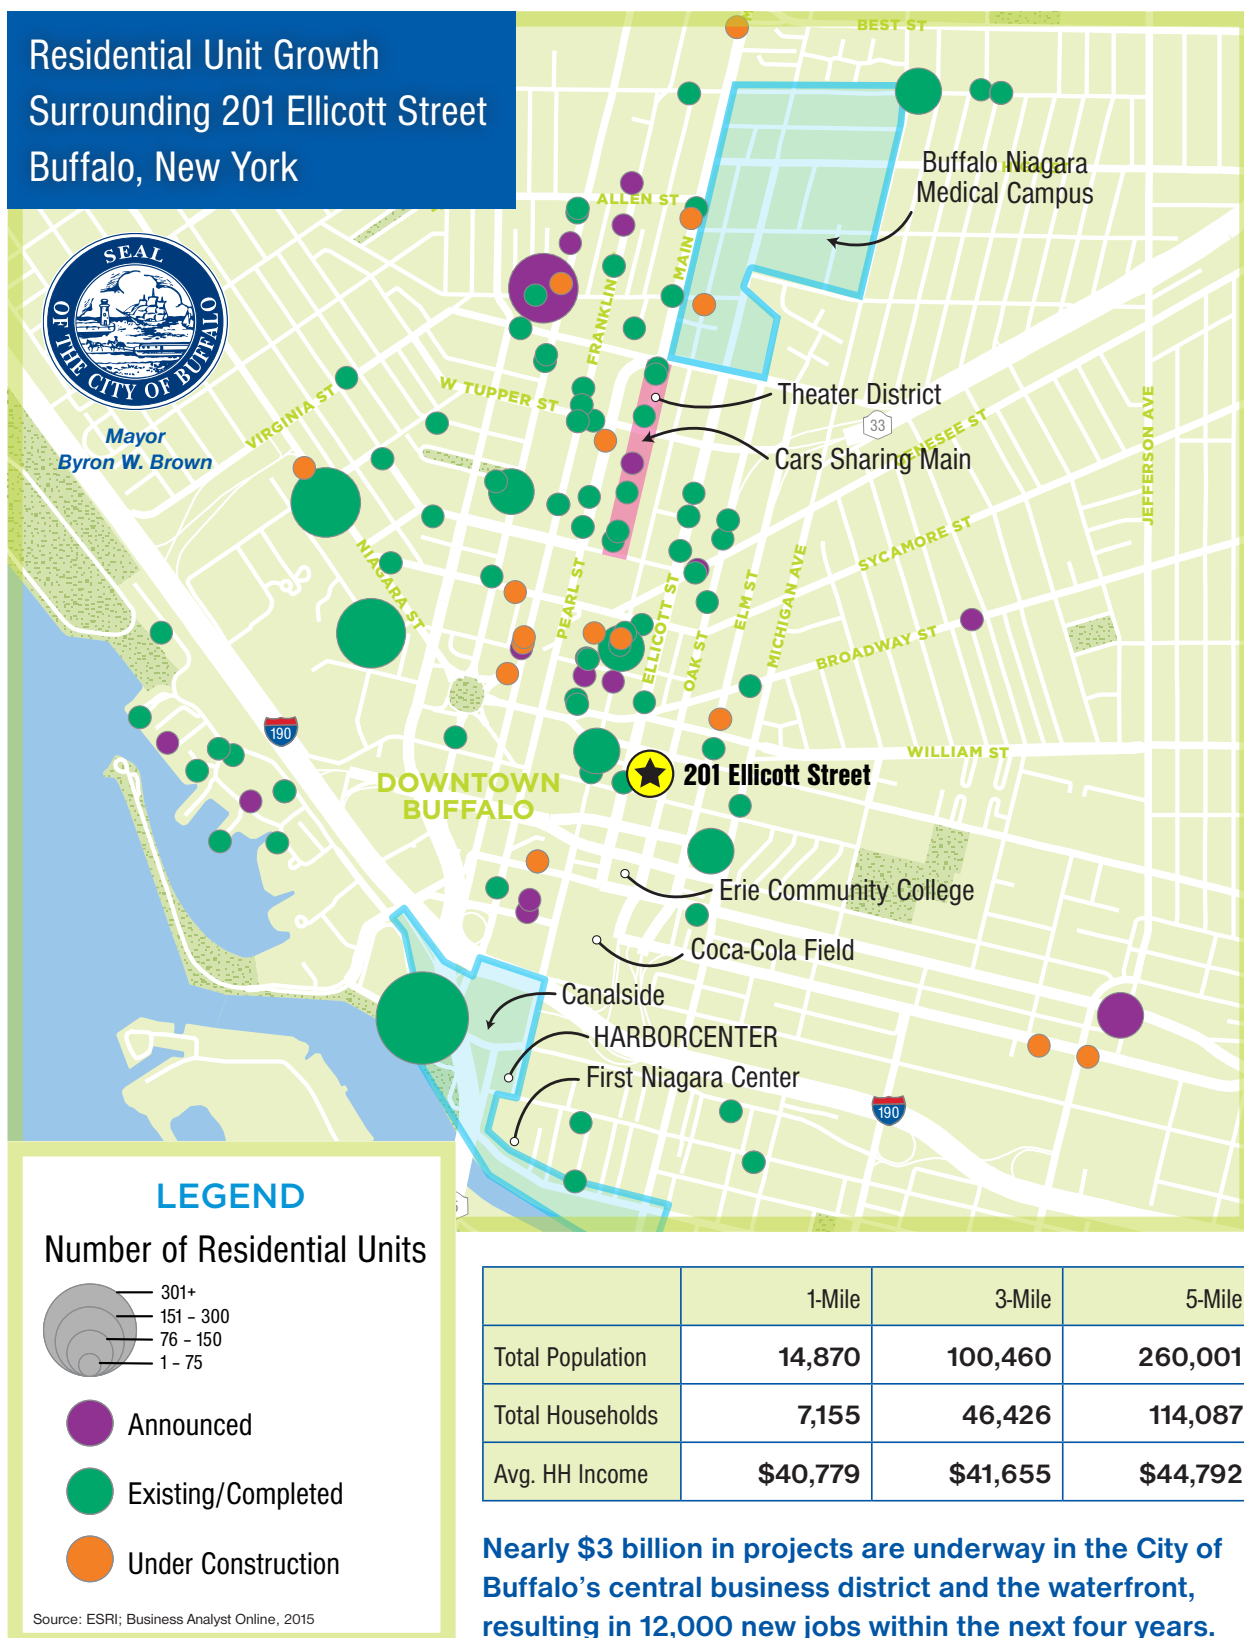 Residential Unit Growth
Surrounding 201 Ellicott Street
Buffalo, New York
SEAL
OF THE CITY OF BUFFALO
Mayor
Byron W. Brown
BEST ST
Buffalo Niagara
Medical Campus
ALLEN ST
MAIN
FRANKLIN
W TUPPER ST
VIRGINIA ST
Theater District
33
Cars Sharing Main
JEFFERSON AVE
SYCAMORE ST
NIAGARA ST
PEARL ST
ELLICOTT ST
OAK ST
ELM ST
MICHIGAN AVE
BROADWAY ST
190
WILLIAM ST
201 Ellicott Street
DOWNTOWN
BUFFALO
Erie Community College
Coca-Cola Field
Canalside
HARBORCENTER
First Niagara Center
190
LEGEND
Number of Residential Units
301+
151 – 300
76 – 150
1 – 75
Announced
Existing/Completed
Under Construction
Source: ESRI; Business Analyst Online, 2015
1-Mile 3-Mile 5-Mile
Total Population 14,870 100,460 260,001
Total Households 7,155 46,426 114,087
Avg. HH Income $40,779 $41,655 $44,792
Nearly $3 billion in projects are underway in the City of
Buffalo’s central business district and the waterfront,
resulting in 12,000 new jobs within the next four years.